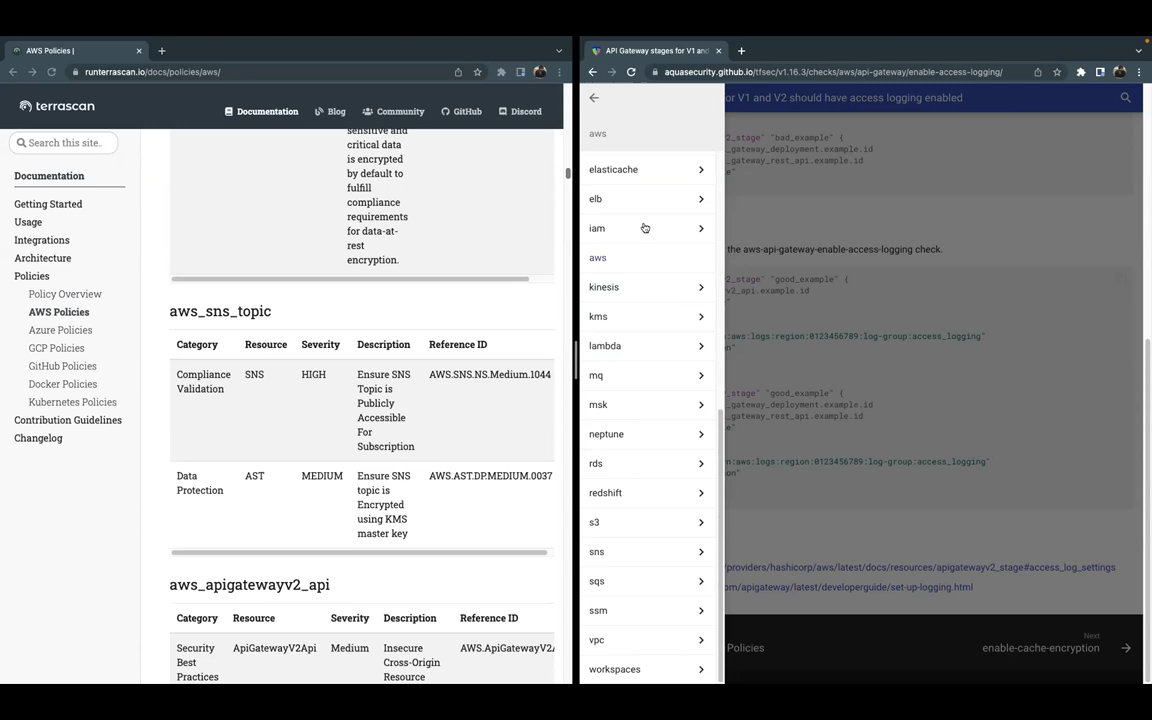 AWS Policies |
runterrascan.io/docs/policies/aws/
terrascan
Documentation
Blog
Community
GitHub
Discord
Search this site..
Documentation
Getting Started
Usage
Integrations
Architecture
Policies
Policy Overview
AWS Policies
Azure Policies
GCP Policies
GitHub Policies
Docker Policies
Kubernetes Policies
Contribution Guidelines
Changelog
sensitive and
critical data
is encrypted
by default to
fulfill
compliance
requirements
for data-at-
rest
encryption.
aws_sns_topic
Category Resource Severity Description Reference ID
Compliance Validation SNS HIGH Ensure SNS Topic is Publicly Accessible For Subscription AWS.SNS.NS.Medium.1044
Data Protection AST MEDIUM Ensure SNS topic is Encrypted using KMS master key AWS.AST.DP.MEDIUM.0037
aws_apigatewayv2_api
Category Resource Severity Description Reference ID
Security Best Practices ApiGatewayV2Api Medium Insecure Cross-Origin Resource AWS.ApiGatewayV2A
API Gateway stages for V1 and
aquasecurity.github.io/tfsec/v1.16.3/checks/aws/api-gateway/enable-access-logging/
or V1 and V2 should have access logging enabled
aws
elasticache
elb
iam
aws
kinesis
kms
lambda
mq
msk
neptune
rds
redshift
s3
sns
sqs
ssm
vpc
workspaces
v2_stage" "bad_example" {
_gateway_deployment.example.id
_gateway_rest_api.example.id
"
the aws-api-gateway-enable-access-logging check.
v2_stage" "good_example" {
yv2_api.example.id
"
n:aws:logs:region:0123456789:log-group:access_logging"
on"
_stage" "good_example" {
_gateway_deployment.example.id
_gateway_rest_api.example.id
"
rn:aws:logs:region:0123456789:log-group:access_logging"
son"
/providers/hashicorp/aws/latest/docs/resources/apigatewayv2_stage#access_log_settings
om/apigateway/latest/developerguide/set-up-logging.html
Policies
Next
enable-cache-encryption